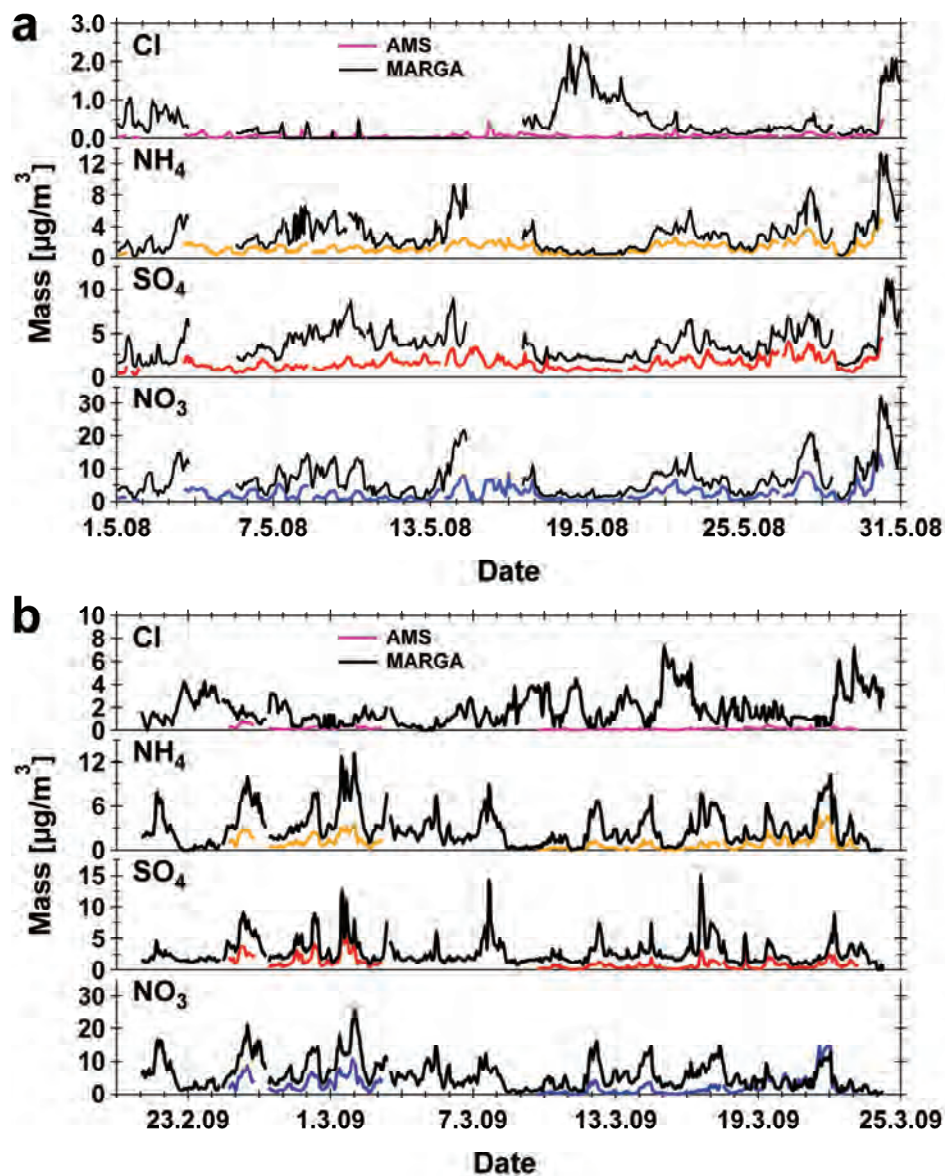 a
Cl
AMS
MARGA
3.0
2.0
1.0
0.0
NH4
12
8
4
0
SO4
10
5
0
NO3
30
20
10
0
Mass [µg/m3]
1.5.08 7.5.08 13.5.08 19.5.08 25.5.08 31.5.08
Date
b
Cl
AMS
MARGA
10
8
6
4
2
0
NH4
12
6
0
SO4
15
10
5
0
NO3
30
20
10
0
Mass [µg/m3]
23.2.09 1.3.09 7.3.09 13.3.09 19.3.09 25.3.09
Date